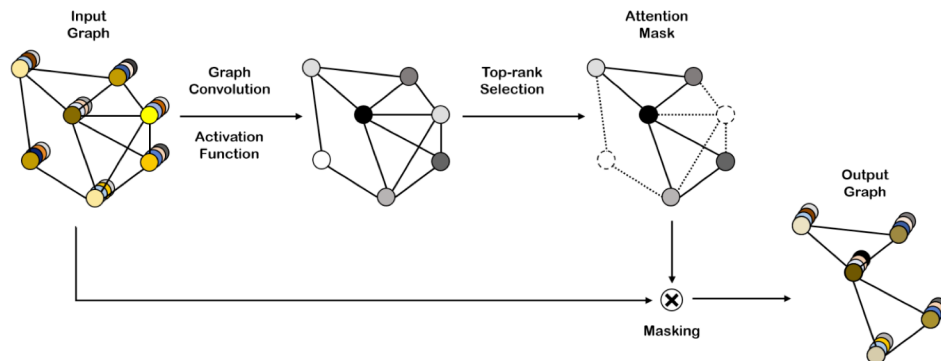 Input
Graph
Graph
Convolution
Activation
Function
Top-rank
Selection
Attention
Mask
Masking
Output
Graph